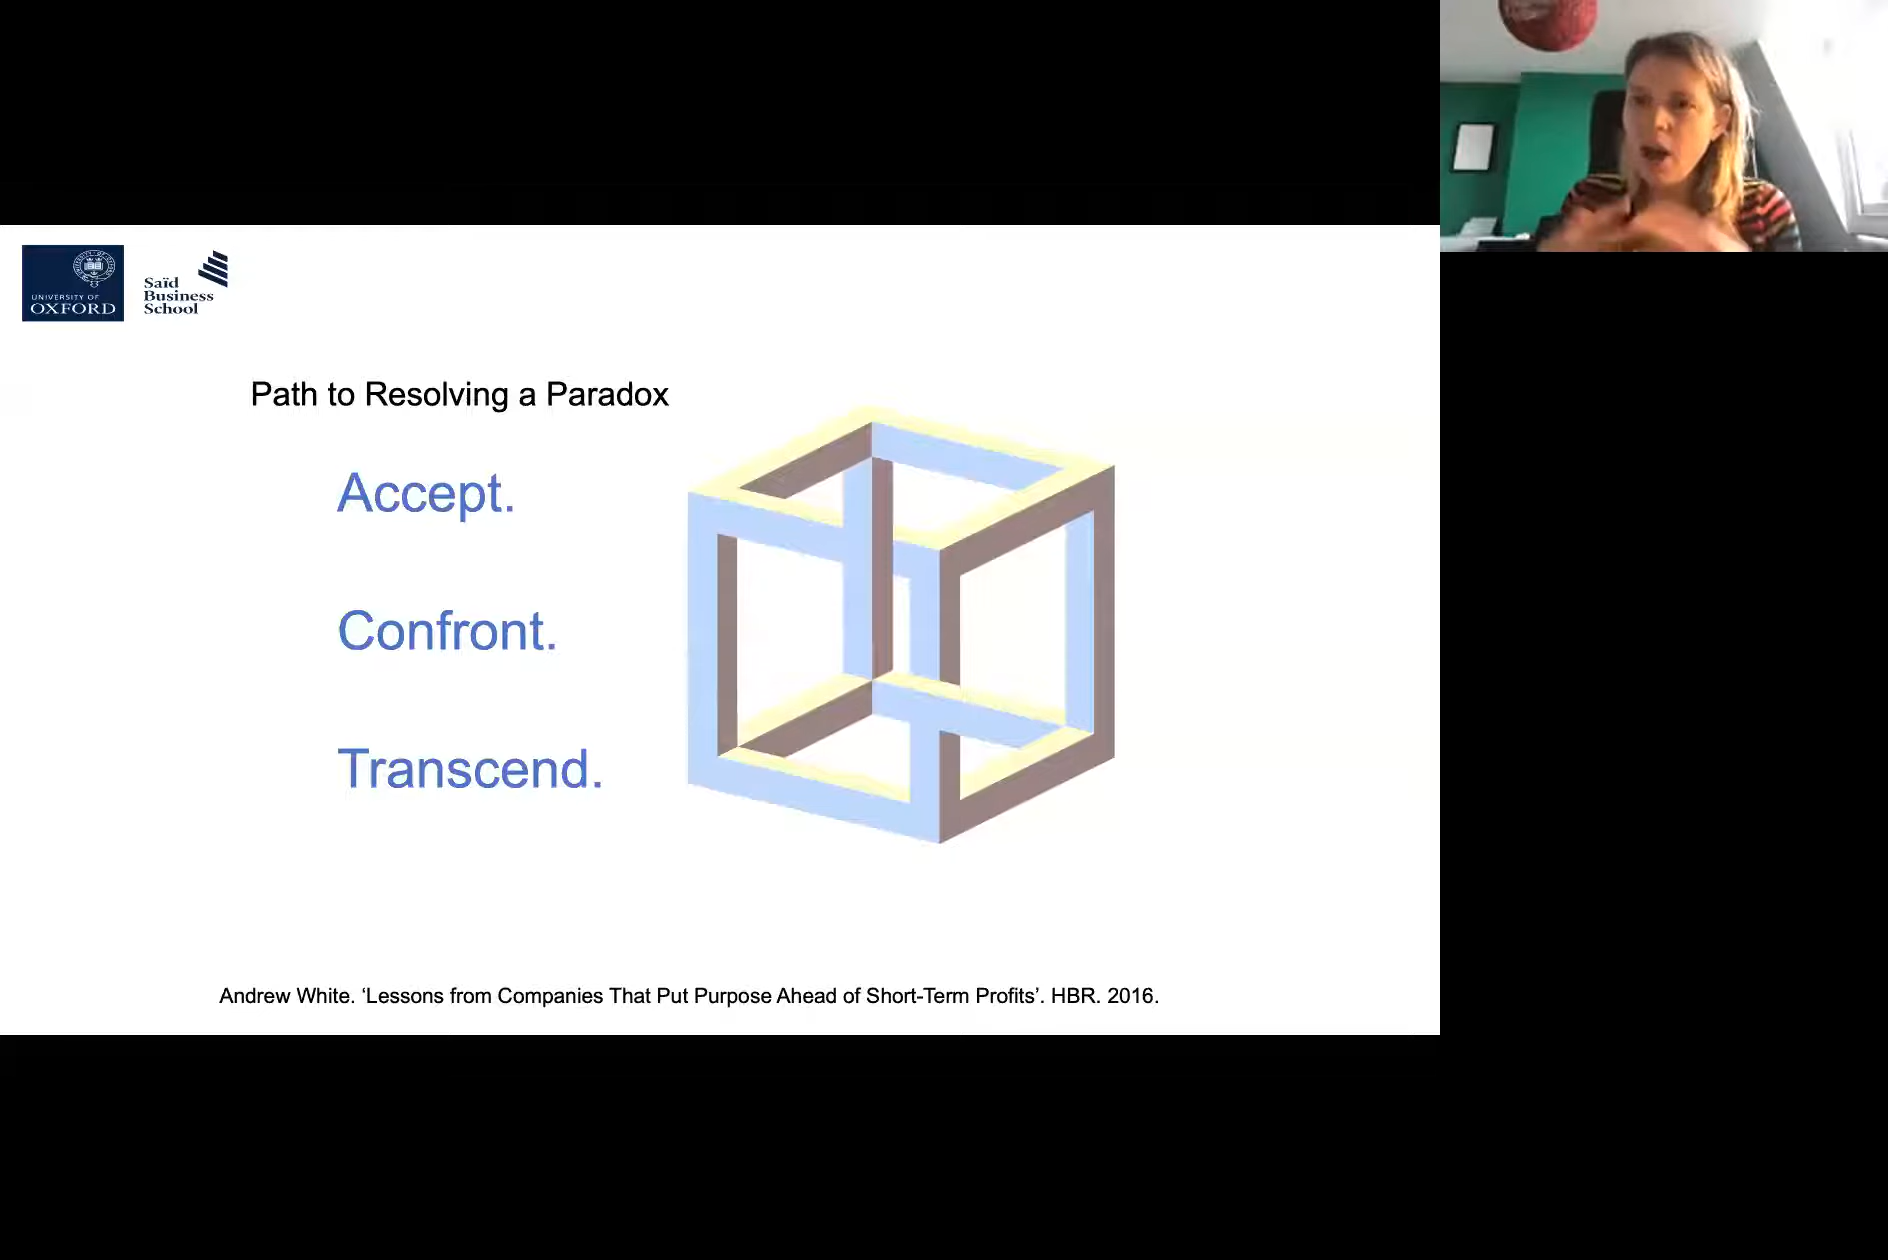 UNIVERSITY OF
OXFORD
Saïd
Business
School
Path to Resolving a Paradox
Accept.
Confront.
Transcend.
Andrew White. ‘Lessons from Companies That Put Purpose Ahead of Short-Term Profits’. HBR. 2016.